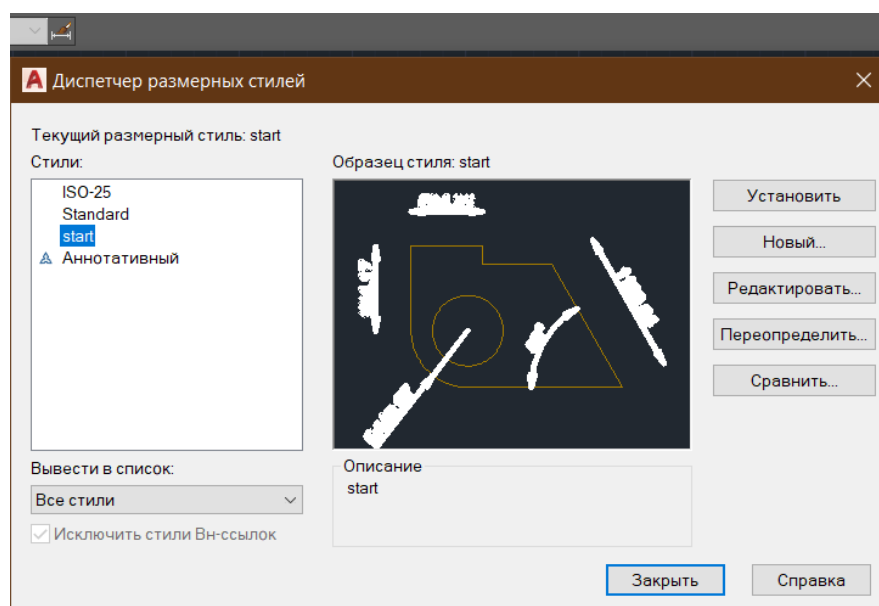 Диспетчер размерных стилей
Текущий размерный стиль: start
Стили:
ISO-25
Standard
start
Аннотативный
Образец стиля: start
Установить
Новый...
Редактировать...
Переопределить...
Сравнить...
Вывести в список:
Все стили
Исключить стили Вн-ссылок
Описание
start
Закрыть
Справка